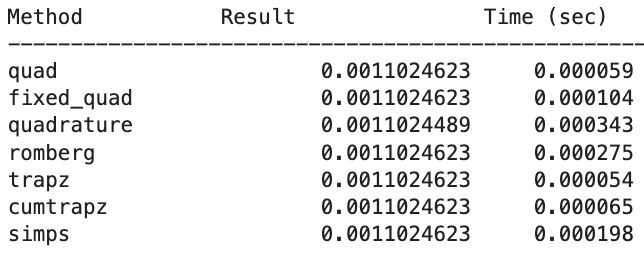 Method Result Time (sec)
--------------------------------------------------
quad 0.0011024623 0.000059
fixed_quad 0.0011024623 0.000104
quadrature 0.0011024489 0.000343
romberg 0.0011024623 0.000275
trapz 0.0011024623 0.000054
cumtrapz 0.0011024623 0.000065
simps 0.0011024623 0.000198